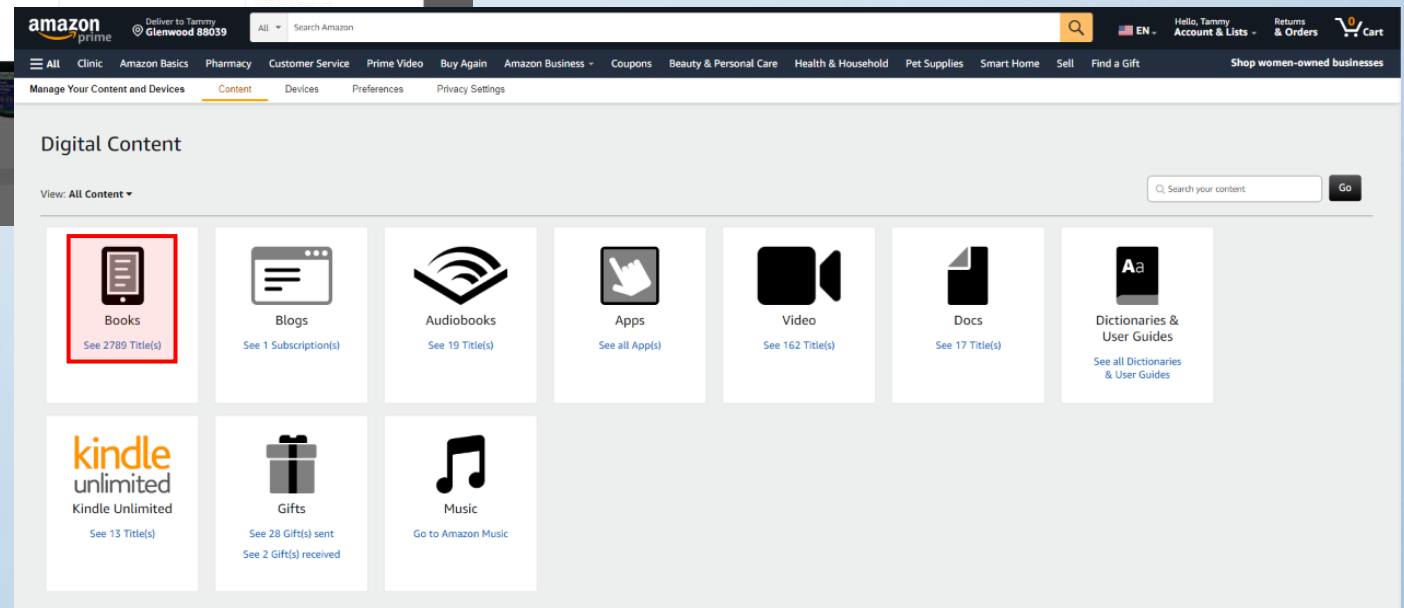 amazon prime
Deliver to Tammy
Glenwood 88039
All
Search Amazon
EN
Hello, Tammy
Account & Lists
Returns
& Orders
0
Cart
All Clinic Amazon Basics Pharmacy Customer Service Prime Video Buy Again Amazon Business Coupons Beauty & Personal Care Health & Household Pet Supplies Smart Home Sell Find a Gift Shop women-owned businesses
Manage Your Content and Devices Content Devices Preferences Privacy Settings
Digital Content
View: All Content
Search your content
Go
Books
See 2789 Title(s)
Blogs
See 1 Subscription(s)
Audiobooks
See 19 Title(s)
Apps
See all App(s)
Video
See 162 Title(s)
Docs
See 17 Title(s)
Aa
Dictionaries &
User Guides
See all Dictionaries
& User Guides
kindle
unlimited
Kindle Unlimited
See 13 Title(s)
Gifts
See 28 Gift(s) sent
See 2 Gift(s) received
Music
Go to Amazon Music